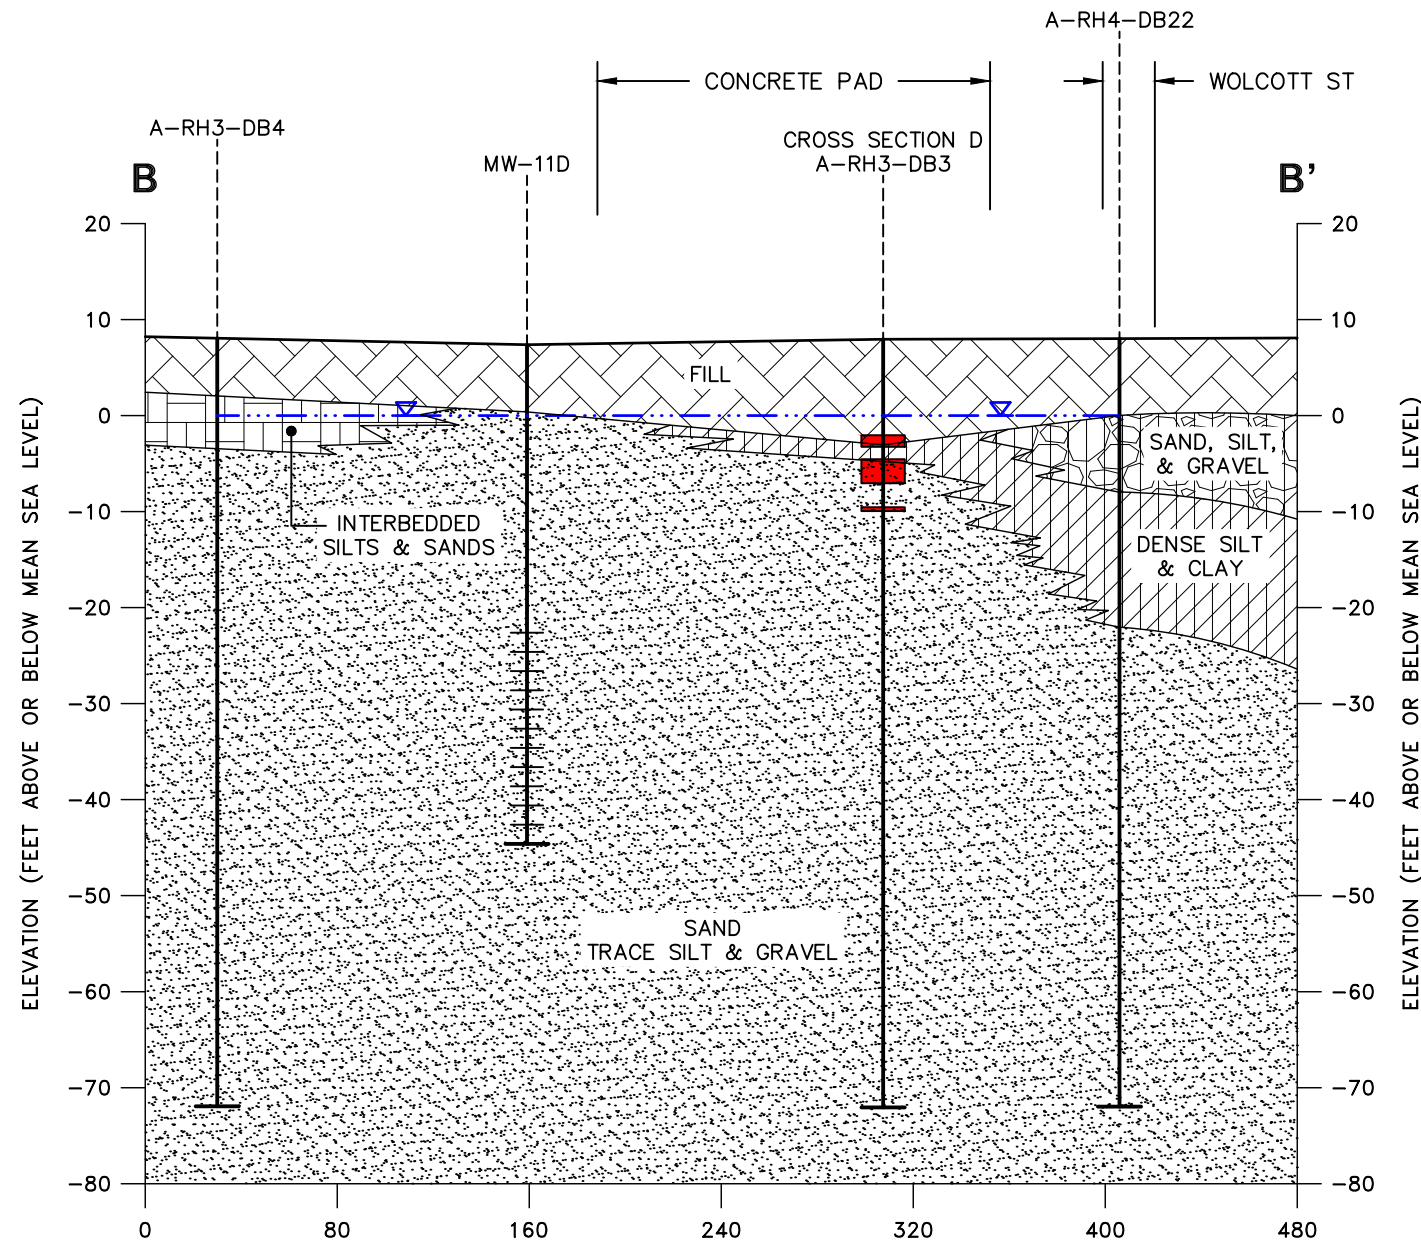 A-RH4-DB22
CONCRETE PAD
WOLCOTT ST
A-RH3-DB4
CROSS SECTION D
MW-11D
A-RH3-DB3
B
B'
20
20
10
10
FILL
0
0
SAND, SILT,
& GRAVEL
-10
-10
INTERBEDDED
SILTS & SANDS
DENSE SILT
& CLAY
-20
-20
-30
-30
-40
-40
-50
-50
SAND
TRACE SILT & GRAVEL
-60
-60
-70
-70
-80
-80
0
80
160
240
320
400
480
ELEVATION (FEET ABOVE OR BELOW MEAN SEA LEVEL)
ELEVATION (FEET ABOVE OR BELOW MEAN SEA LEVEL)